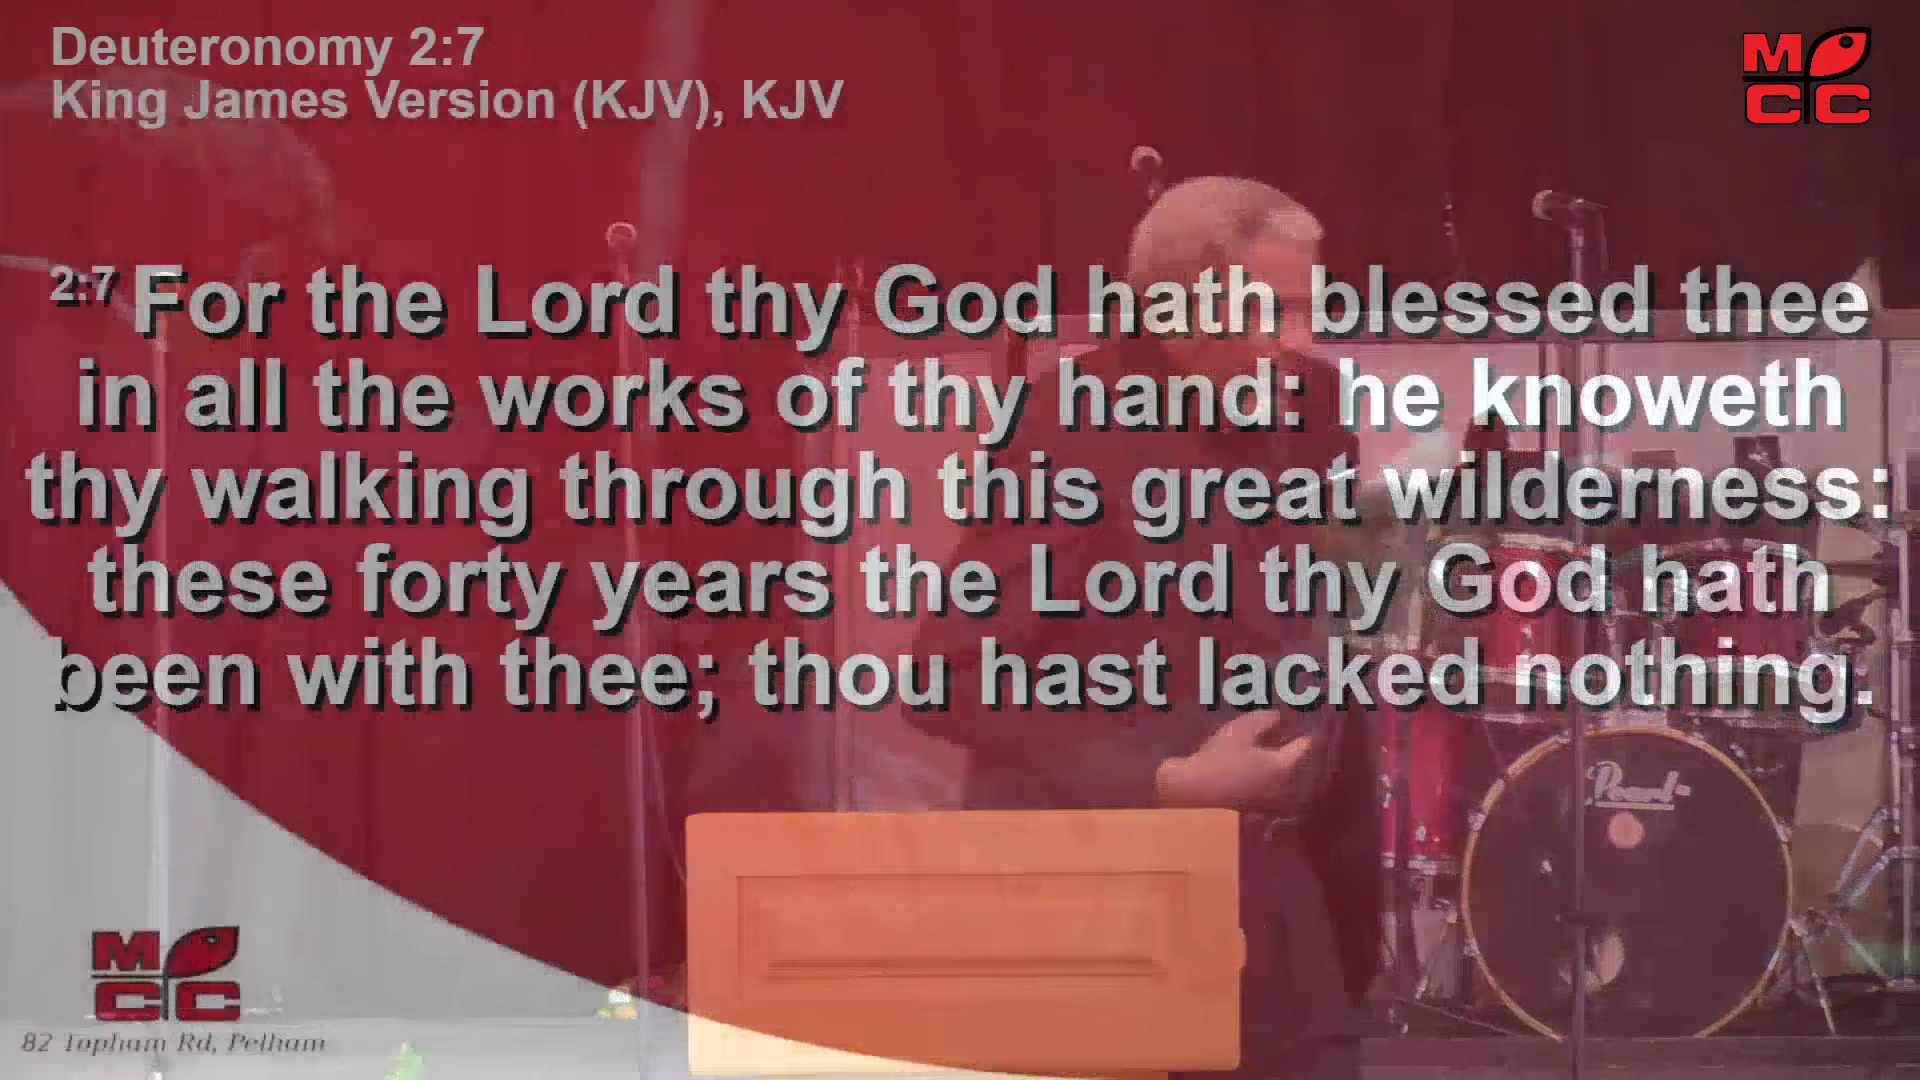 Deuteronomy 2:7
King James Version (KJV), KJV
M
CC
2:7 For the Lord thy God hath blessed thee
in all the works of thy hand: he knoweth
thy walking through this great wilderness:
these forty years the Lord thy God hath
been with thee; thou hast lacked nothing.
Pearl
M
CC
82 Topham Rd, Pelham